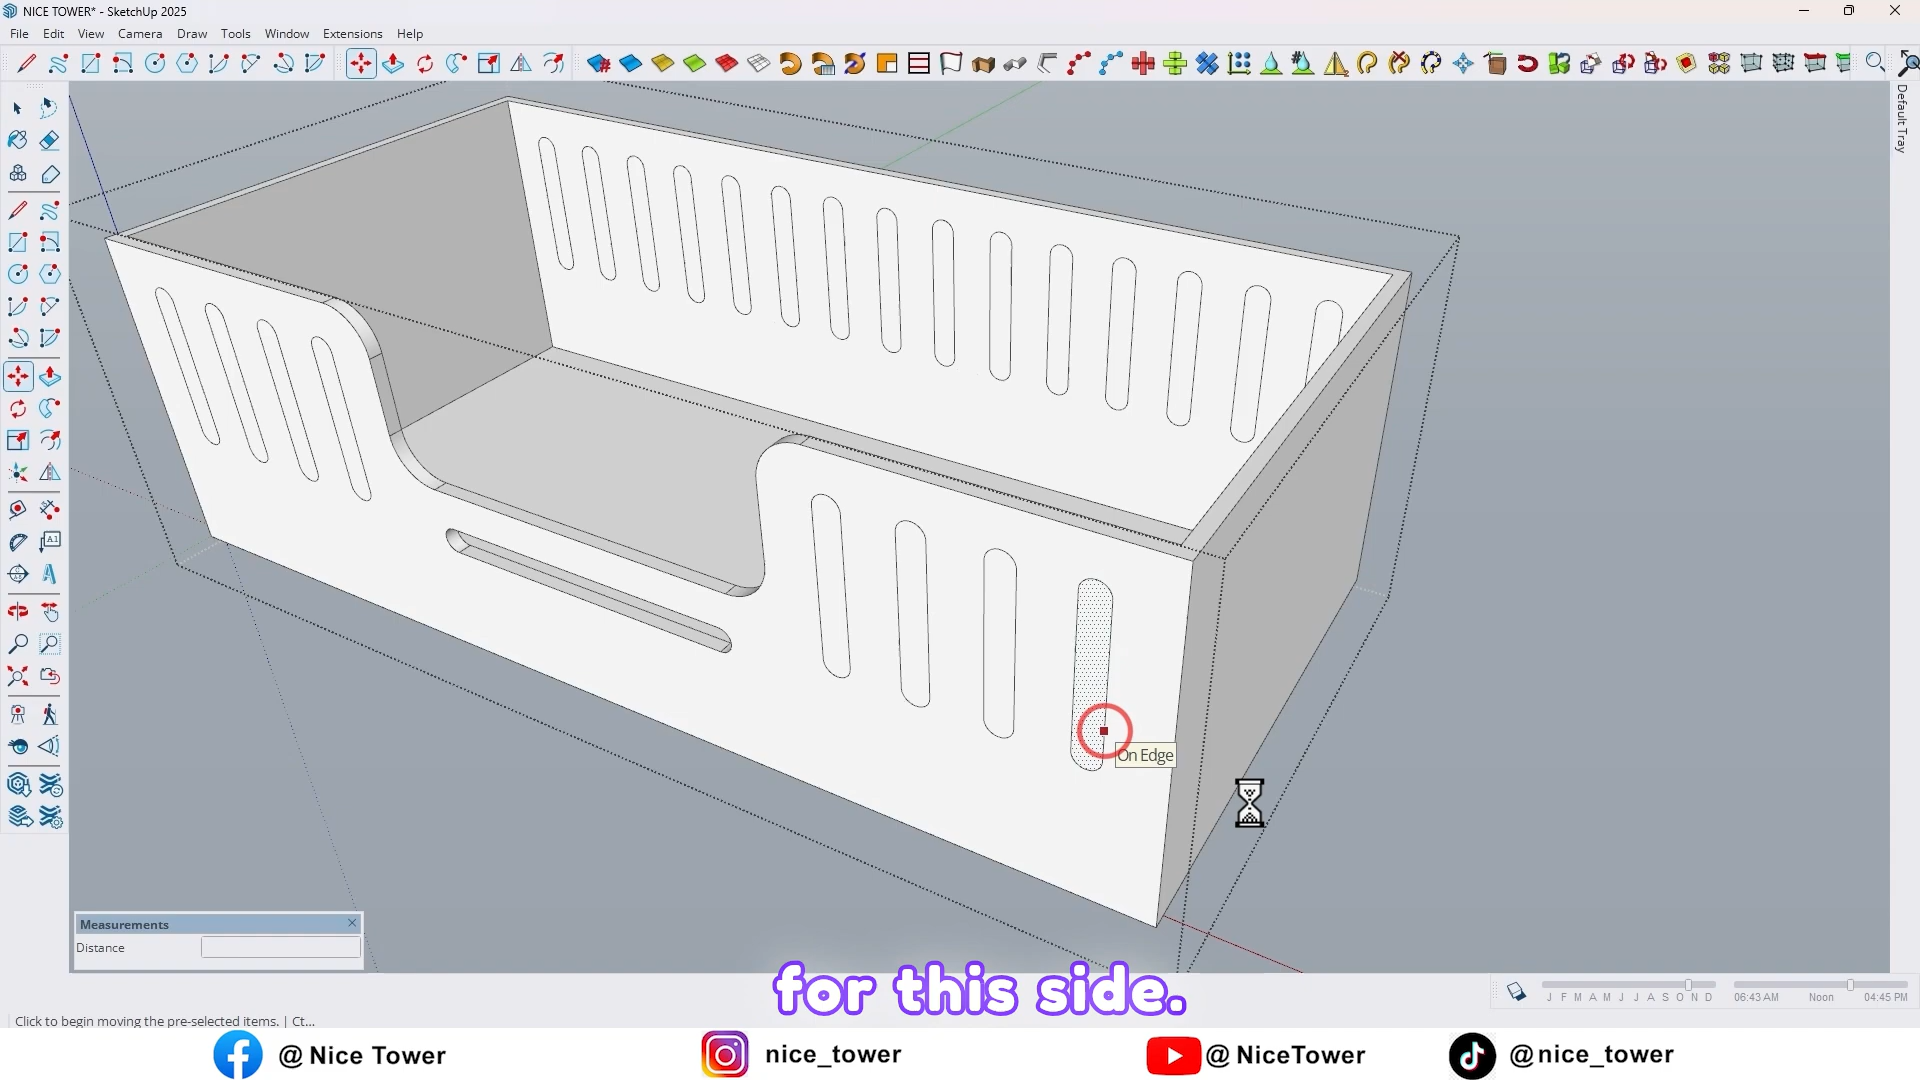 NICE TOWER* - SketchUp 2025
File Edit View Camera Draw Tools Window Extensions Help
Default Tray
A1
On Edge
Measurements
Distance
for this side.
J F M A M J J A S O N D
06:43 AM Noon 04:45 PM
Click to begin moving the pre-selected items. | Ct...
@ Nice Tower
nice_tower
@ NiceTower
@nice_tower